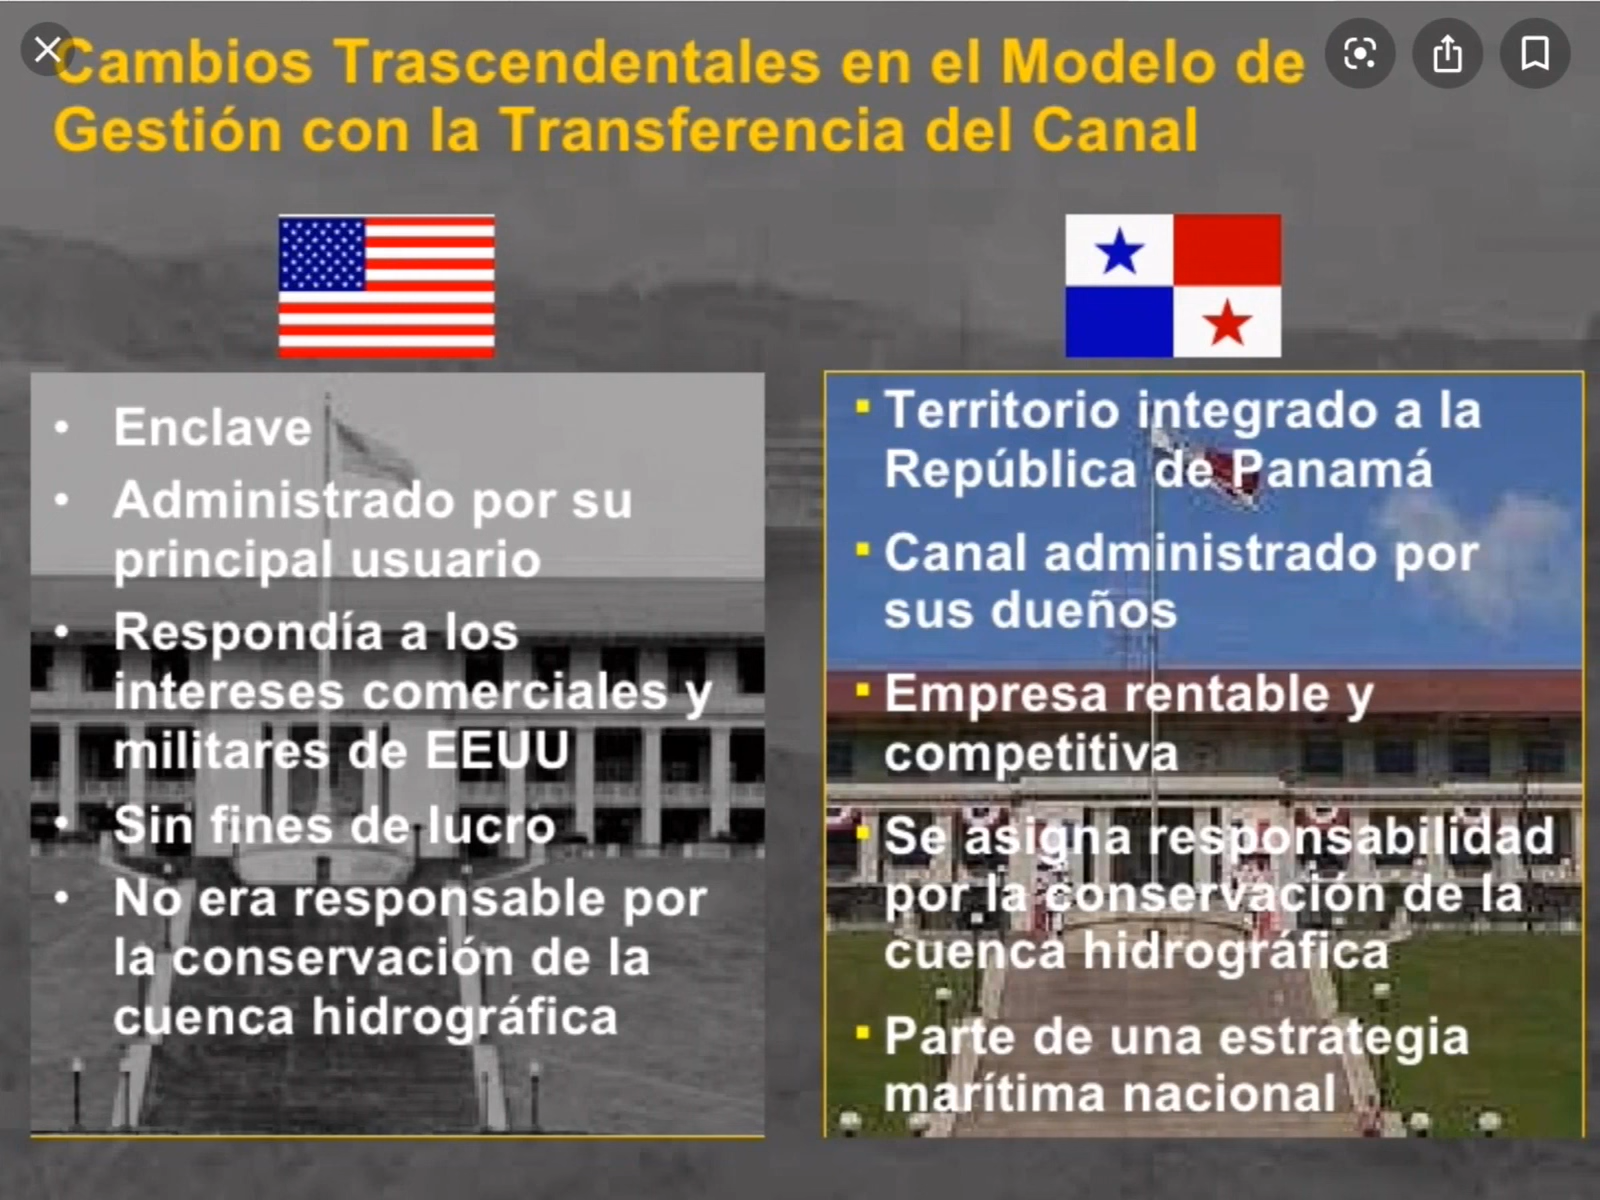 Cambios Trascendentales en el Modelo de
Gestión con la Transferencia del Canal
• Enclave
• Administrado por su
principal usuario
• Respondía a los
intereses comerciales y
militares de EEUU
• Sin fines de lucro
• No era responsable por
la conservación de la
cuenca hidrográfica
▪ Territorio integrado a la
República de Panamá
▪ Canal administrado por
sus dueños
▪ Empresa rentable y
competitiva
▪ Se asigna responsabilidad
por la conservación de la
cuenca hidrográfica
▪ Parte de una estrategia
marítima nacional